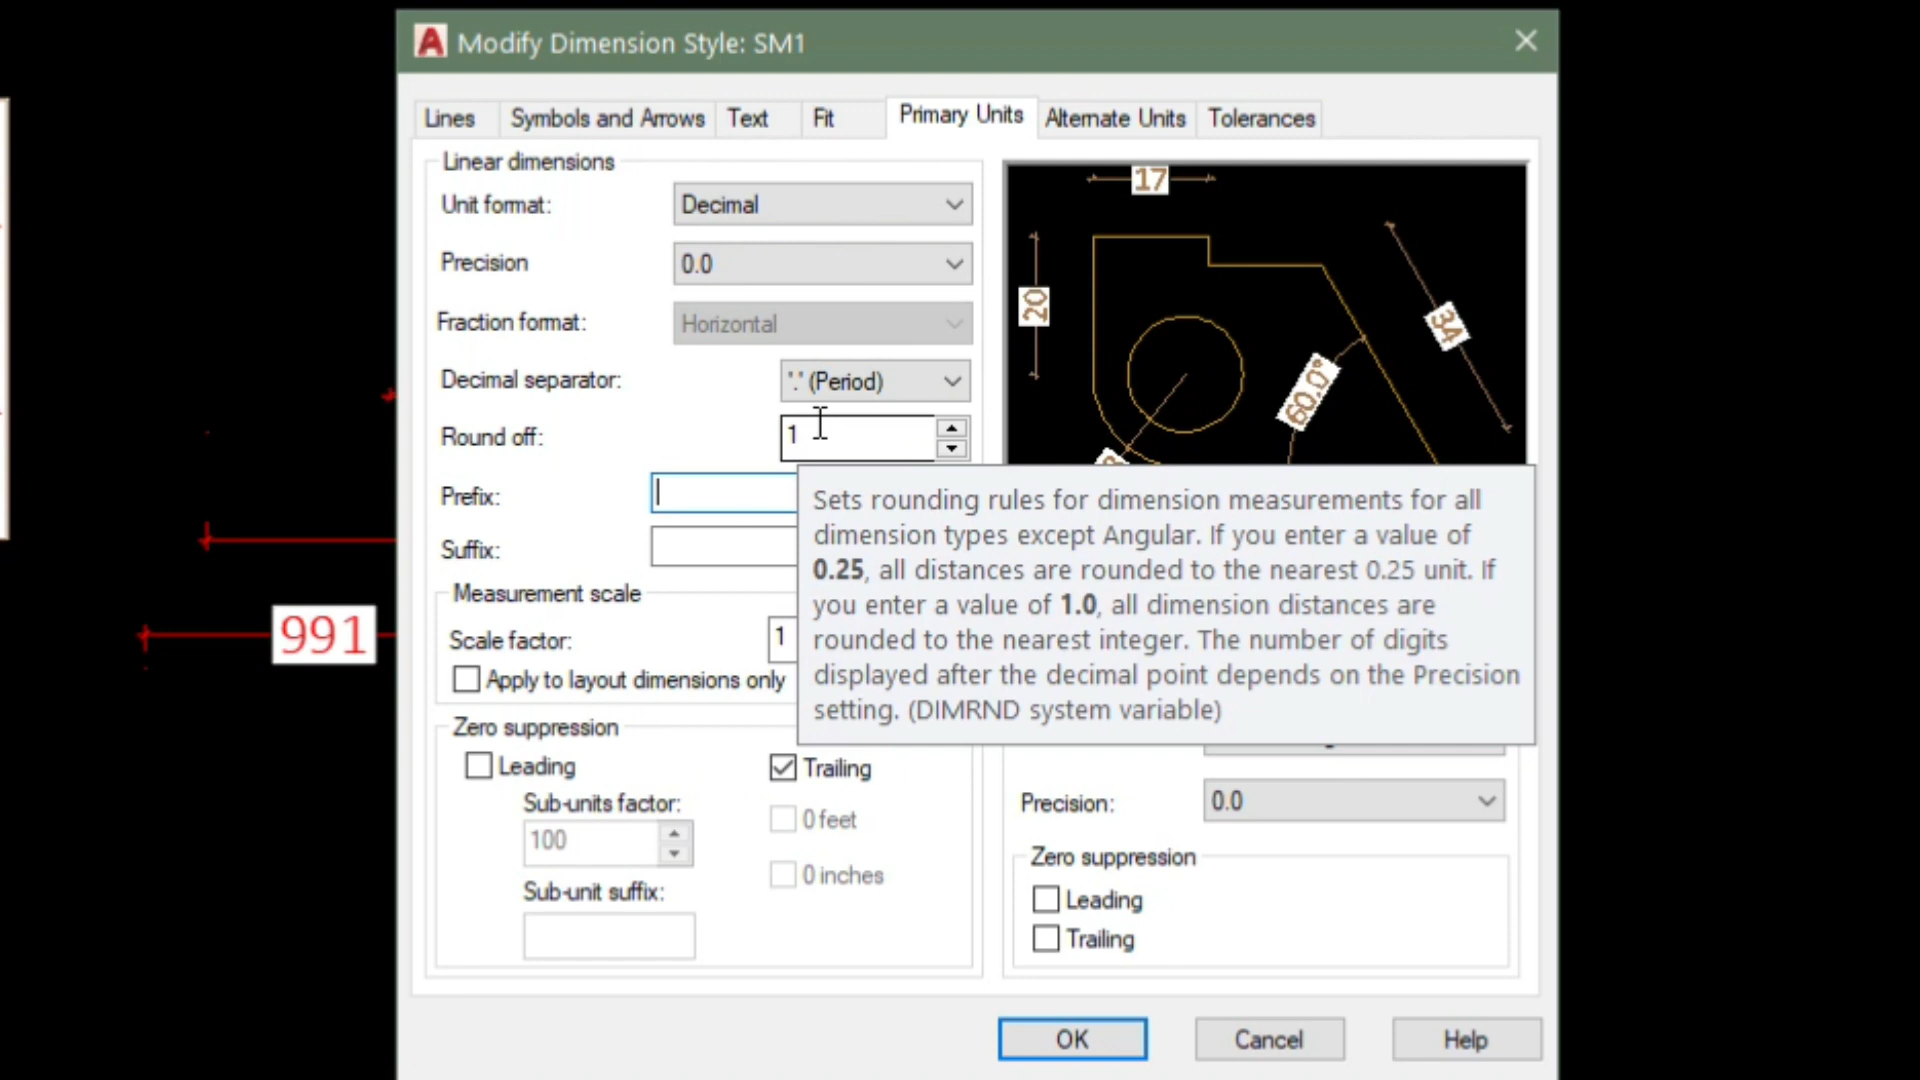 Modify Dimension Style: SM1
Lines Symbols and Arrows Text Fit Primary Units Alternate Units Tolerances
Linear dimensions
Unit format: Decimal
Precision 0.0
Fraction format: Horizontal
Decimal separator: '.' (Period)
Round off: 1
Prefix:
Suffix:
Measurement scale
Scale factor: 1
Apply to layout dimensions only
Zero suppression
Leading
Trailing
Sub-units factor:
100
0 feet
0 inches
Sub-unit suffix:
17
20
34
60.0°
Sets rounding rules for dimension measurements for all
dimension types except Angular. If you enter a value of
0.25, all distances are rounded to the nearest 0.25 unit. If
you enter a value of 1.0, all dimension distances are
rounded to the nearest integer. The number of digits
displayed after the decimal point depends on the Precision
setting. (DIMRND system variable)
Precision: 0.0
Zero suppression
Leading
Trailing
OK Cancel Help
991